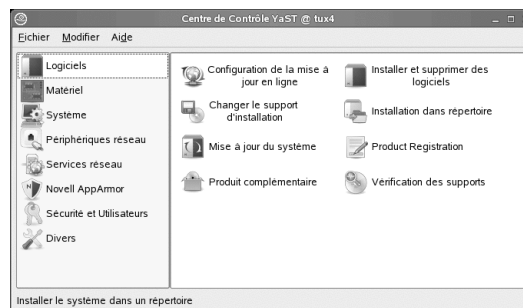 Centre de Contrôle YaST @ tux4
Fichier Modifier Aide
Logiciels
Matériel
Système
Périphériques réseau
Services réseau
Novell AppArmor
Sécurité et Utilisateurs
Divers
Configuration de la mise à
jour en ligne
Installer et supprimer des
logiciels
Changer le support
d'installation
Installation dans répertoire
Mise à jour du système
Product Registration
Produit complémentaire
Vérification des supports
Installer le système dans un répertoire